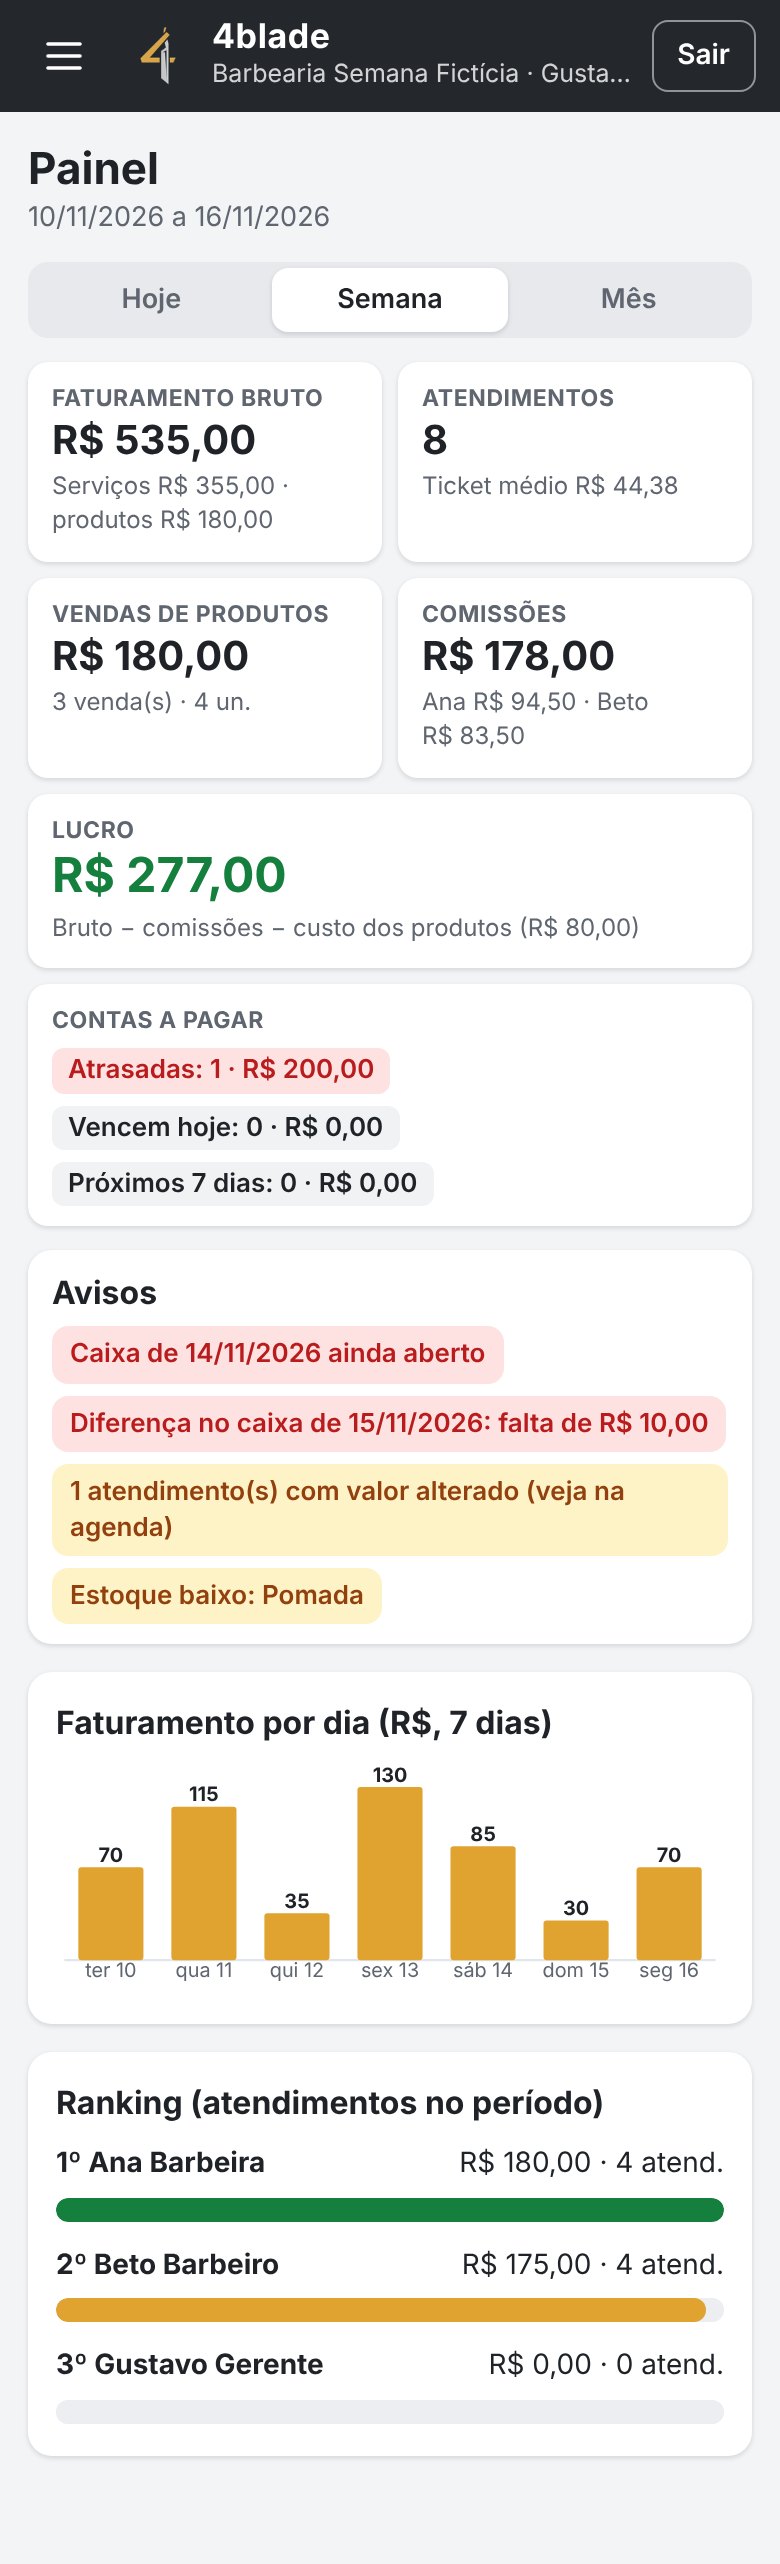 4blade
Barbearia Semana Fictícia · Gusta...
Sair
Painel
10/11/2026 a 16/11/2026
Hoje
Semana
Mês
FATURAMENTO BRUTO
R$ 535,00
Serviços R$ 355,00 ·
produtos R$ 180,00
ATENDIMENTOS
8
Ticket médio R$ 44,38
VENDAS DE PRODUTOS
R$ 180,00
3 venda(s) · 4 un.
COMISSÕES
R$ 178,00
Ana R$ 94,50 · Beto
R$ 83,50
LUCRO
R$ 277,00
Bruto − comissões − custo dos produtos (R$ 80,00)
CONTAS A PAGAR
Atrasadas: 1 · R$ 200,00
Vencem hoje: 0 · R$ 0,00
Próximos 7 dias: 0 · R$ 0,00
Avisos
Caixa de 14/11/2026 ainda aberto
Diferença no caixa de 15/11/2026: falta de R$ 10,00
1 atendimento(s) com valor alterado (veja na
agenda)
Estoque baixo: Pomada
Faturamento por dia (R$, 7 dias)
70
115
35
130
85
30
70
ter 10
qua 11
qui 12
sex 13
sáb 14
dom 15
seg 16
Ranking (atendimentos no período)
1º Ana Barbeira
R$ 180,00 · 4 atend.
2º Beto Barbeiro
R$ 175,00 · 4 atend.
3º Gustavo Gerente
R$ 0,00 · 0 atend.